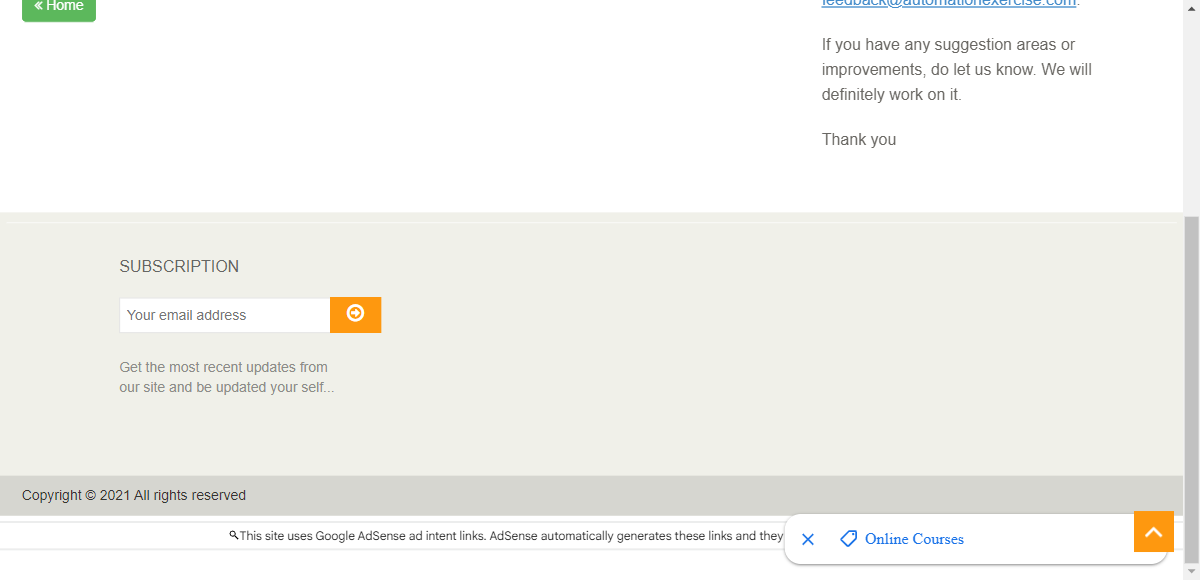 « Home
feedback@automationexercise.com.
If you have any suggestion areas or
improvements, do let us know. We will
definitely work on it.
Thank you
SUBSCRIPTION
Your email address
Get the most recent updates from
our site and be updated your self...
Copyright © 2021 All rights reserved
This site uses Google AdSense ad intent links. AdSense automatically generates these links and they
Online Courses